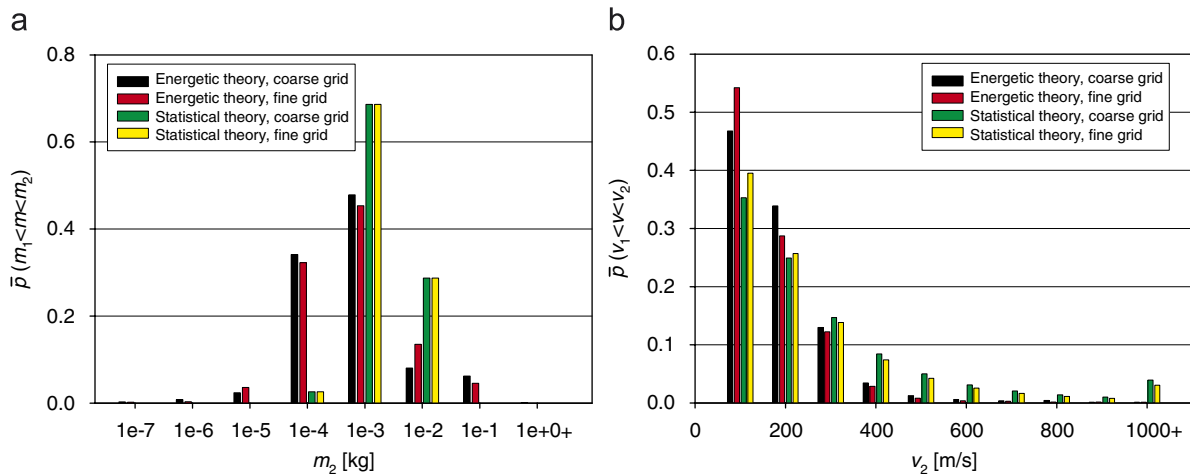 a
0.8
0.6
0.4
0.2
0.0
p̄ (m₁<m<m₂)
Energetic theory, coarse grid
Energetic theory, fine grid
Statistical theory, coarse grid
Statistical theory, fine grid
1e-7 1e-6 1e-5 1e-4 1e-3 1e-2 1e-1 1e+0+
m₂ [kg]
b
0.6
0.5
0.4
0.3
0.2
0.1
0.0
p̄ (v₁<v<v₂)
Energetic theory, coarse grid
Energetic theory, fine grid
Statistical theory, coarse grid
Statistical theory, fine grid
0 200 400 600 800 1000+
v₂ [m/s]